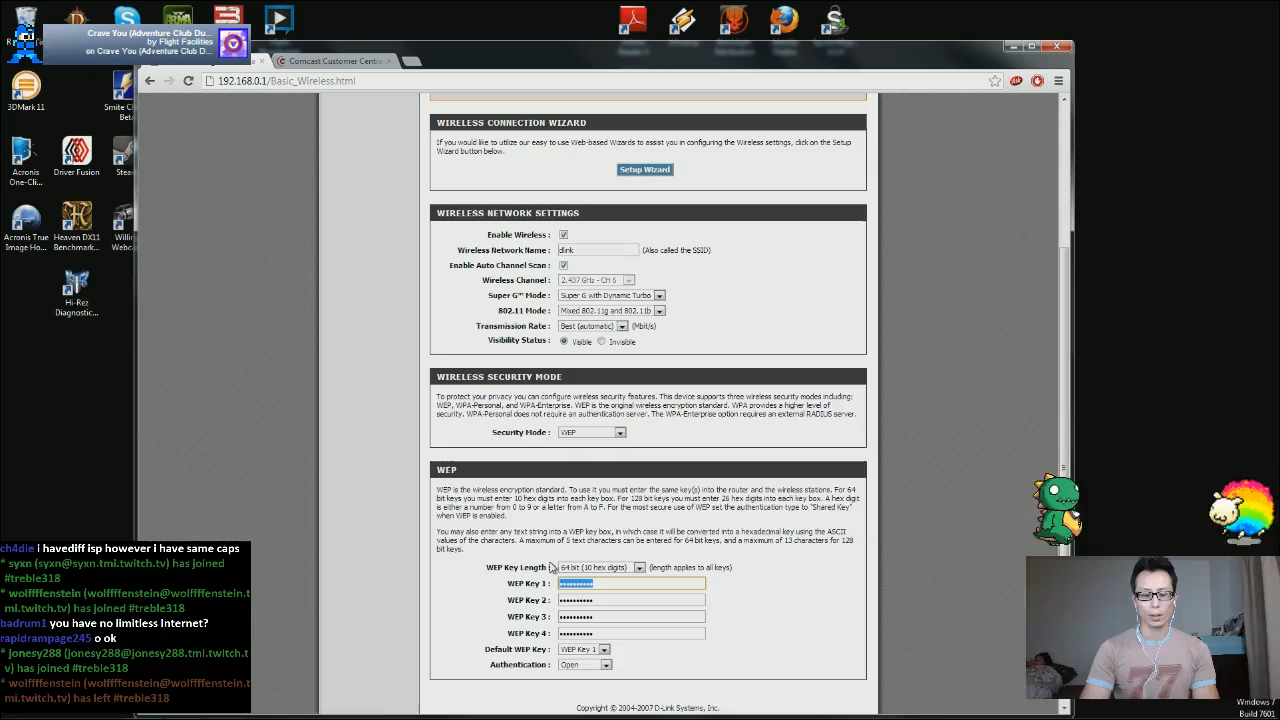 Crave You (Adventure Club Du...
by Flight Facilities
on Crave You (Adventure Club D...
Comcast Customer Centra
192.168.0.1/Basic_Wireless.html
3DMark 11
Smite Clie
Beta
Acronis
One-Cli...
Driver Fusion
Stea
Acronis True
Image Ho...
Heaven DX11
Benchmark...
Willin
Webca
Hi-Rez
Diagnostic...
WIRELESS CONNECTION WIZARD
If you would like to utilize our easy to use Web-based Wizards to assist you in configuring the Wireless settings, click on the Setup
Wizard button below.
Setup Wizard
WIRELESS NETWORK SETTINGS
Enable Wireless :
Wireless Network Name : dlink (Also called the SSID)
Enable Auto Channel Scan :
Wireless Channel : 2.437 GHz - CH 6
Super G™ Mode : Super G with Dynamic Turbo
802.11 Mode : Mixed 802.11g and 802.11b
Transmission Rate : Best (automatic) (Mbit/s)
Visibility Status : Visible Invisible
WIRELESS SECURITY MODE
To protect your privacy you can configure wireless security features. This device supports three wireless security modes including:
WEP, WPA-Personal, and WPA-Enterprise. WEP is the original wireless encryption standard. WPA provides a higher level of
security. WPA-Personal does not require an authentication server. The WPA-Enterprise option requires an external RADIUS server.
Security Mode : WEP
WEP
WEP is the wireless encryption standard. To use it you must enter the same key(s) into the router and the wireless stations. For 64
bit keys you must enter 10 hex digits into each key box. For 128 bit keys you must enter 26 hex digits into each key box. A hex digit
is either a number from 0 to 9 or a letter from A to F. For the most secure use of WEP set the authentication type to "Shared Key"
when WEP is enabled.
You may also enter any text string into a WEP key box, in which case it will be converted into a hexadecimal key using the ASCII
values of the characters. A maximum of 5 text characters can be entered for 64 bit keys, and a maximum of 13 characters for 128
bit keys.
WEP Key Length : 64 bit (10 hex digits) (length applies to all keys)
WEP Key 1 : ••••••••••
WEP Key 2 : ••••••••••
WEP Key 3 : ••••••••••
WEP Key 4 : ••••••••••
Default WEP Key : WEP Key 1
Authentication : Open
Copyright © 2004-2007 D-Link Systems, Inc.
ch4die i havediff isp however i have same caps
* syxn (syxn@syxn.tmi.twitch.tv) has joined
#treble318
* wolffffenstein (wolffffenstein@wolffffenstein.t
mi.twitch.tv) has joined #treble318
badrum1 you have no limitless internet?
rapidrampage245 o ok
* jonesy288 (jonesy288@jonesy288.tmi.twitch.t
v) has joined #treble318
* wolffffenstein (wolffffenstein@wolffffenstein.t
mi.twitch.tv) has left #treble318
Windows 7
Build 7601